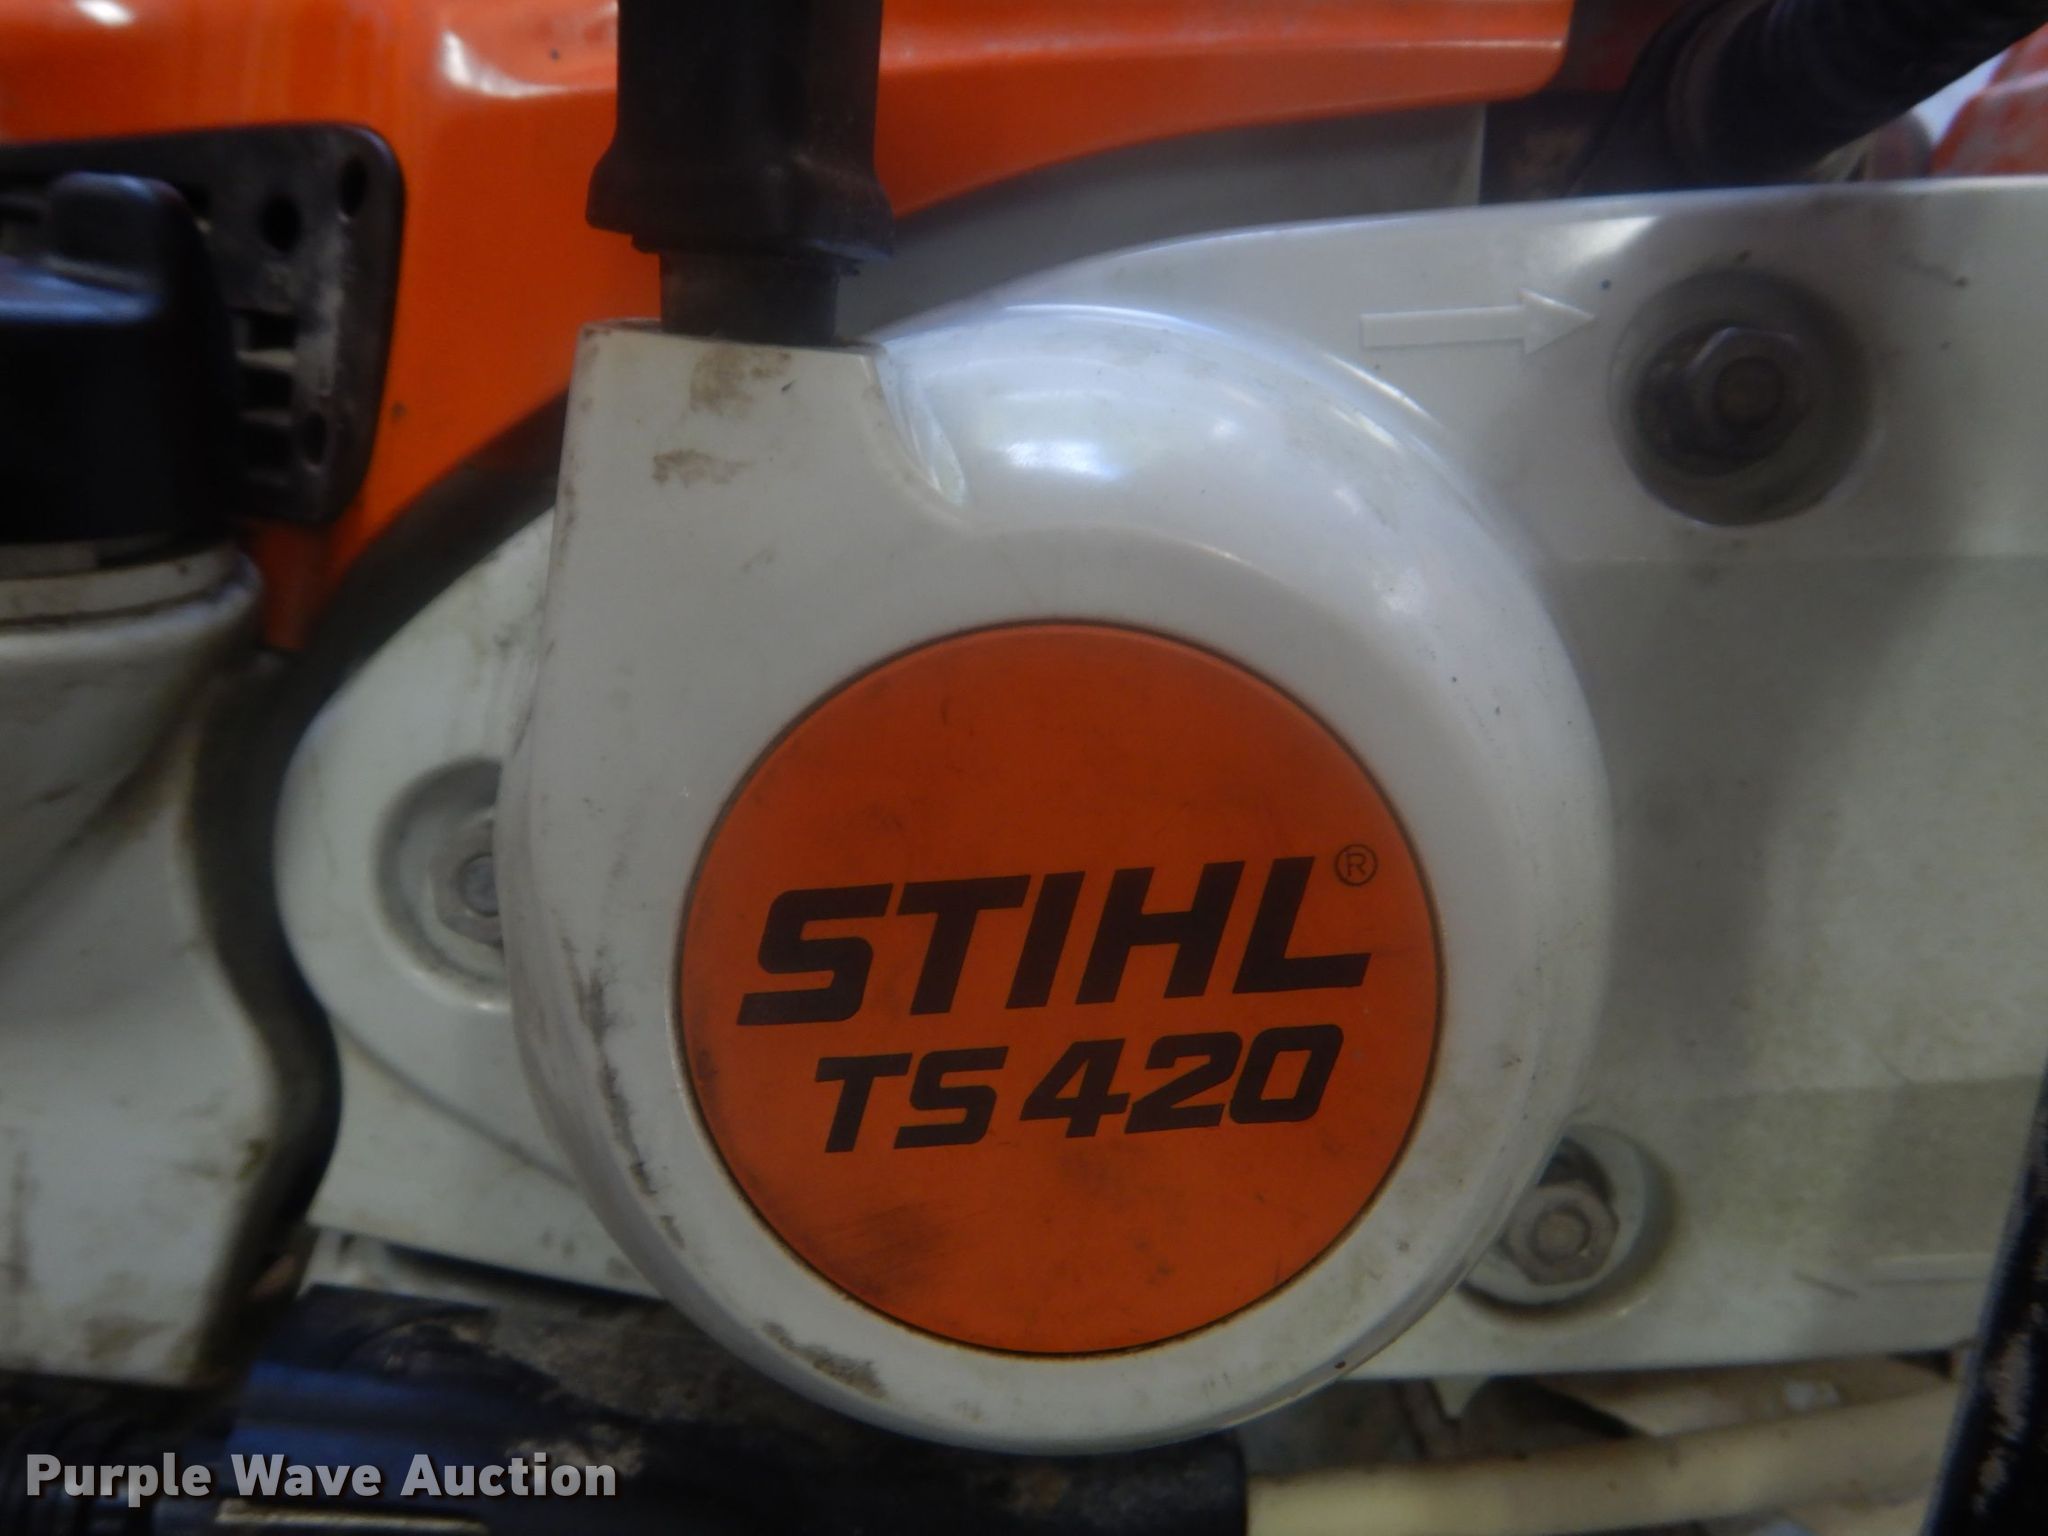 STIHL®
TS 420
Purple Wave Auction